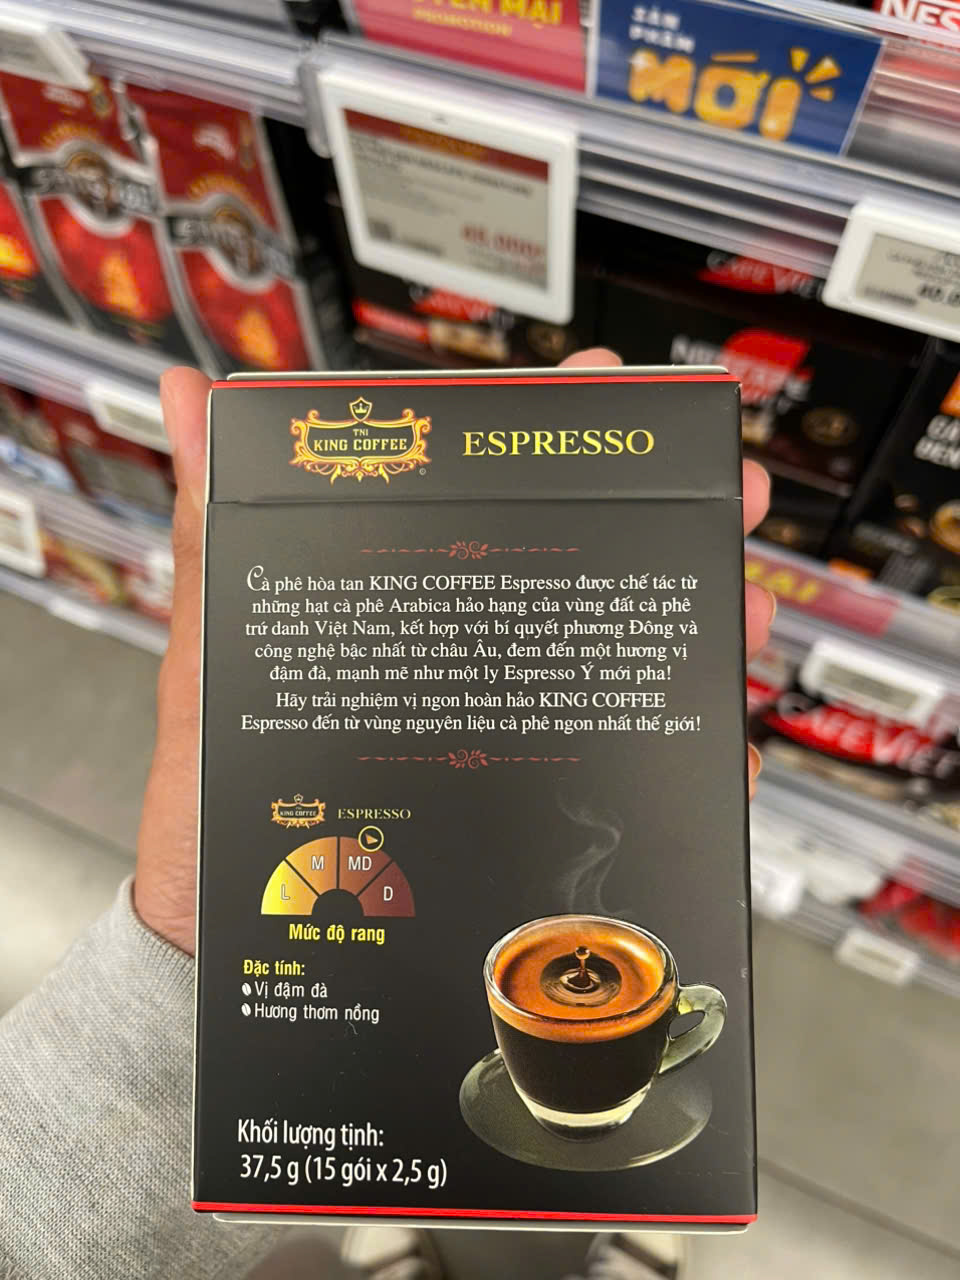 PROMOTION
SẢN
PHẨM
MỚI
NES
TNI
KING COFFEE
ESPRESSO
Cà phê hòa tan KING COFFEE Espresso được chế tác từ
những hạt cà phê Arabica hảo hạng của vùng đất cà phê
trứ danh Việt Nam, kết hợp với bí quyết phương Đông và
công nghệ bậc nhất từ châu Âu, đem đến một hương vị
đậm đà, mạnh mẽ như một ly Espresso Ý mới pha!
Hãy trải nghiệm vị ngon hoàn hảo KING COFFEE
Espresso đến từ vùng nguyên liệu cà phê ngon nhất thế giới!
TNI
KING COFFEE
ESPRESSO
L
M
MD
D
Mức độ rang
Đặc tính:
Vị đậm đà
Hương thơm nồng
Khối lượng tịnh:
37,5 g (15 gói x 2,5 g)
CAFÉ VIỆT